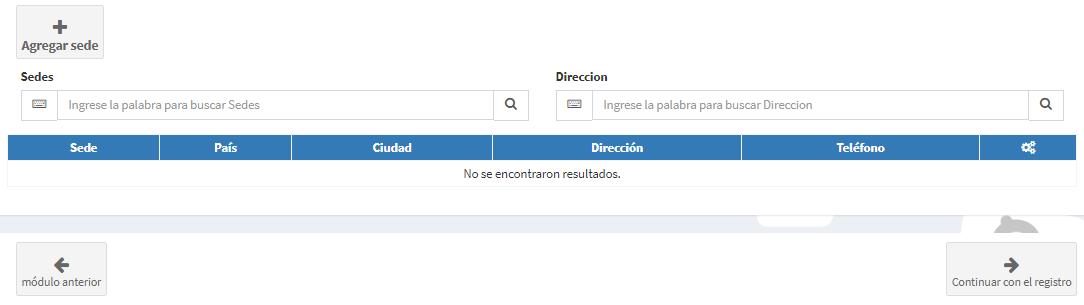 Agregar sede
Sedes
Direccion
Ingrese la palabra para buscar Sedes
Ingrese la palabra para buscar Direccion
Sede País Ciudad Dirección Teléfono
No se encontraron resultados.
módulo anterior
Continuar con el registro